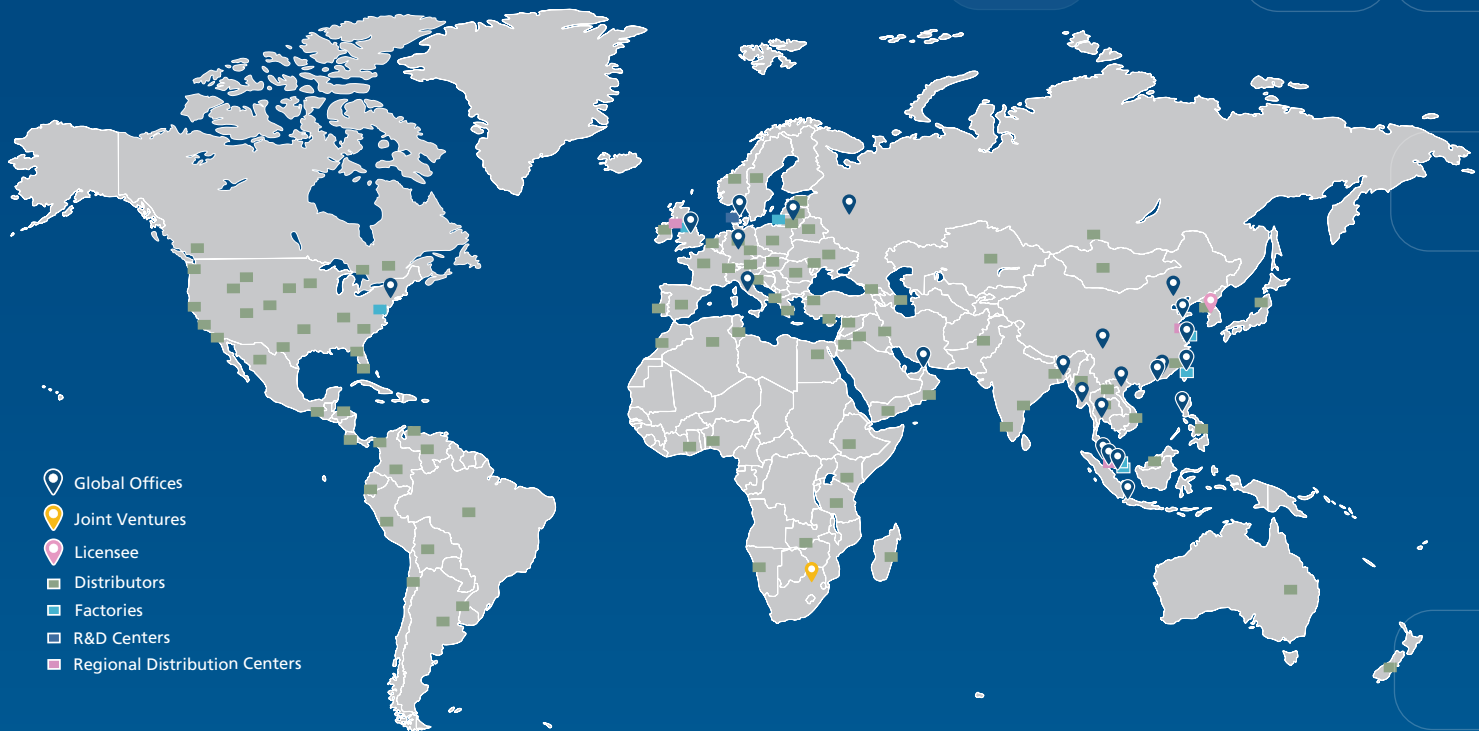 Global Offices
Joint Ventures
Licensee
Distributors
Factories
R&D Centers
Regional Distribution Centers